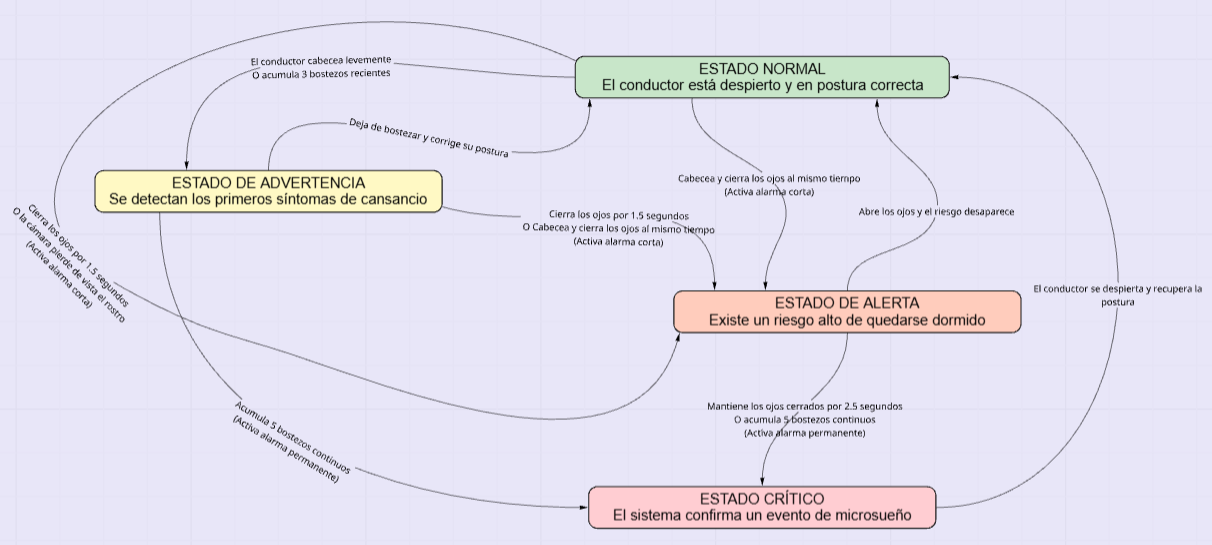 El conductor cabecea levemente
O acumula 3 bostezos recientes
ESTADO NORMAL
El conductor está despierto y en postura correcta
Deja de bostezar y corrige su postura
ESTADO DE ADVERTENCIA
Se detectan los primeros síntomas de cansancio
Cabecea y cierra los ojos al mismo tiempo
(Activa alarma corta)
Cierra los ojos por 1.5 segundos
O Cabecea y cierra los ojos al mismo tiempo
(Activa alarma corta)
Abre los ojos y el riesgo desaparece
Cierra los ojos por 1.5 segundos
O la cámara pierde de vista el rostro
(Activa alarma corta)
El conductor se despierta y recupera la
postura
ESTADO DE ALERTA
Existe un riesgo alto de quedarse dormido
Mantiene los ojos cerrados por 2.5 segundos
O acumula 5 bostezos continuos
(Activa alarma permanente)
Acumula 5 bostezos continuos
(Activa alarma permanente)
ESTADO CRÍTICO
El sistema confirma un evento de microsueño